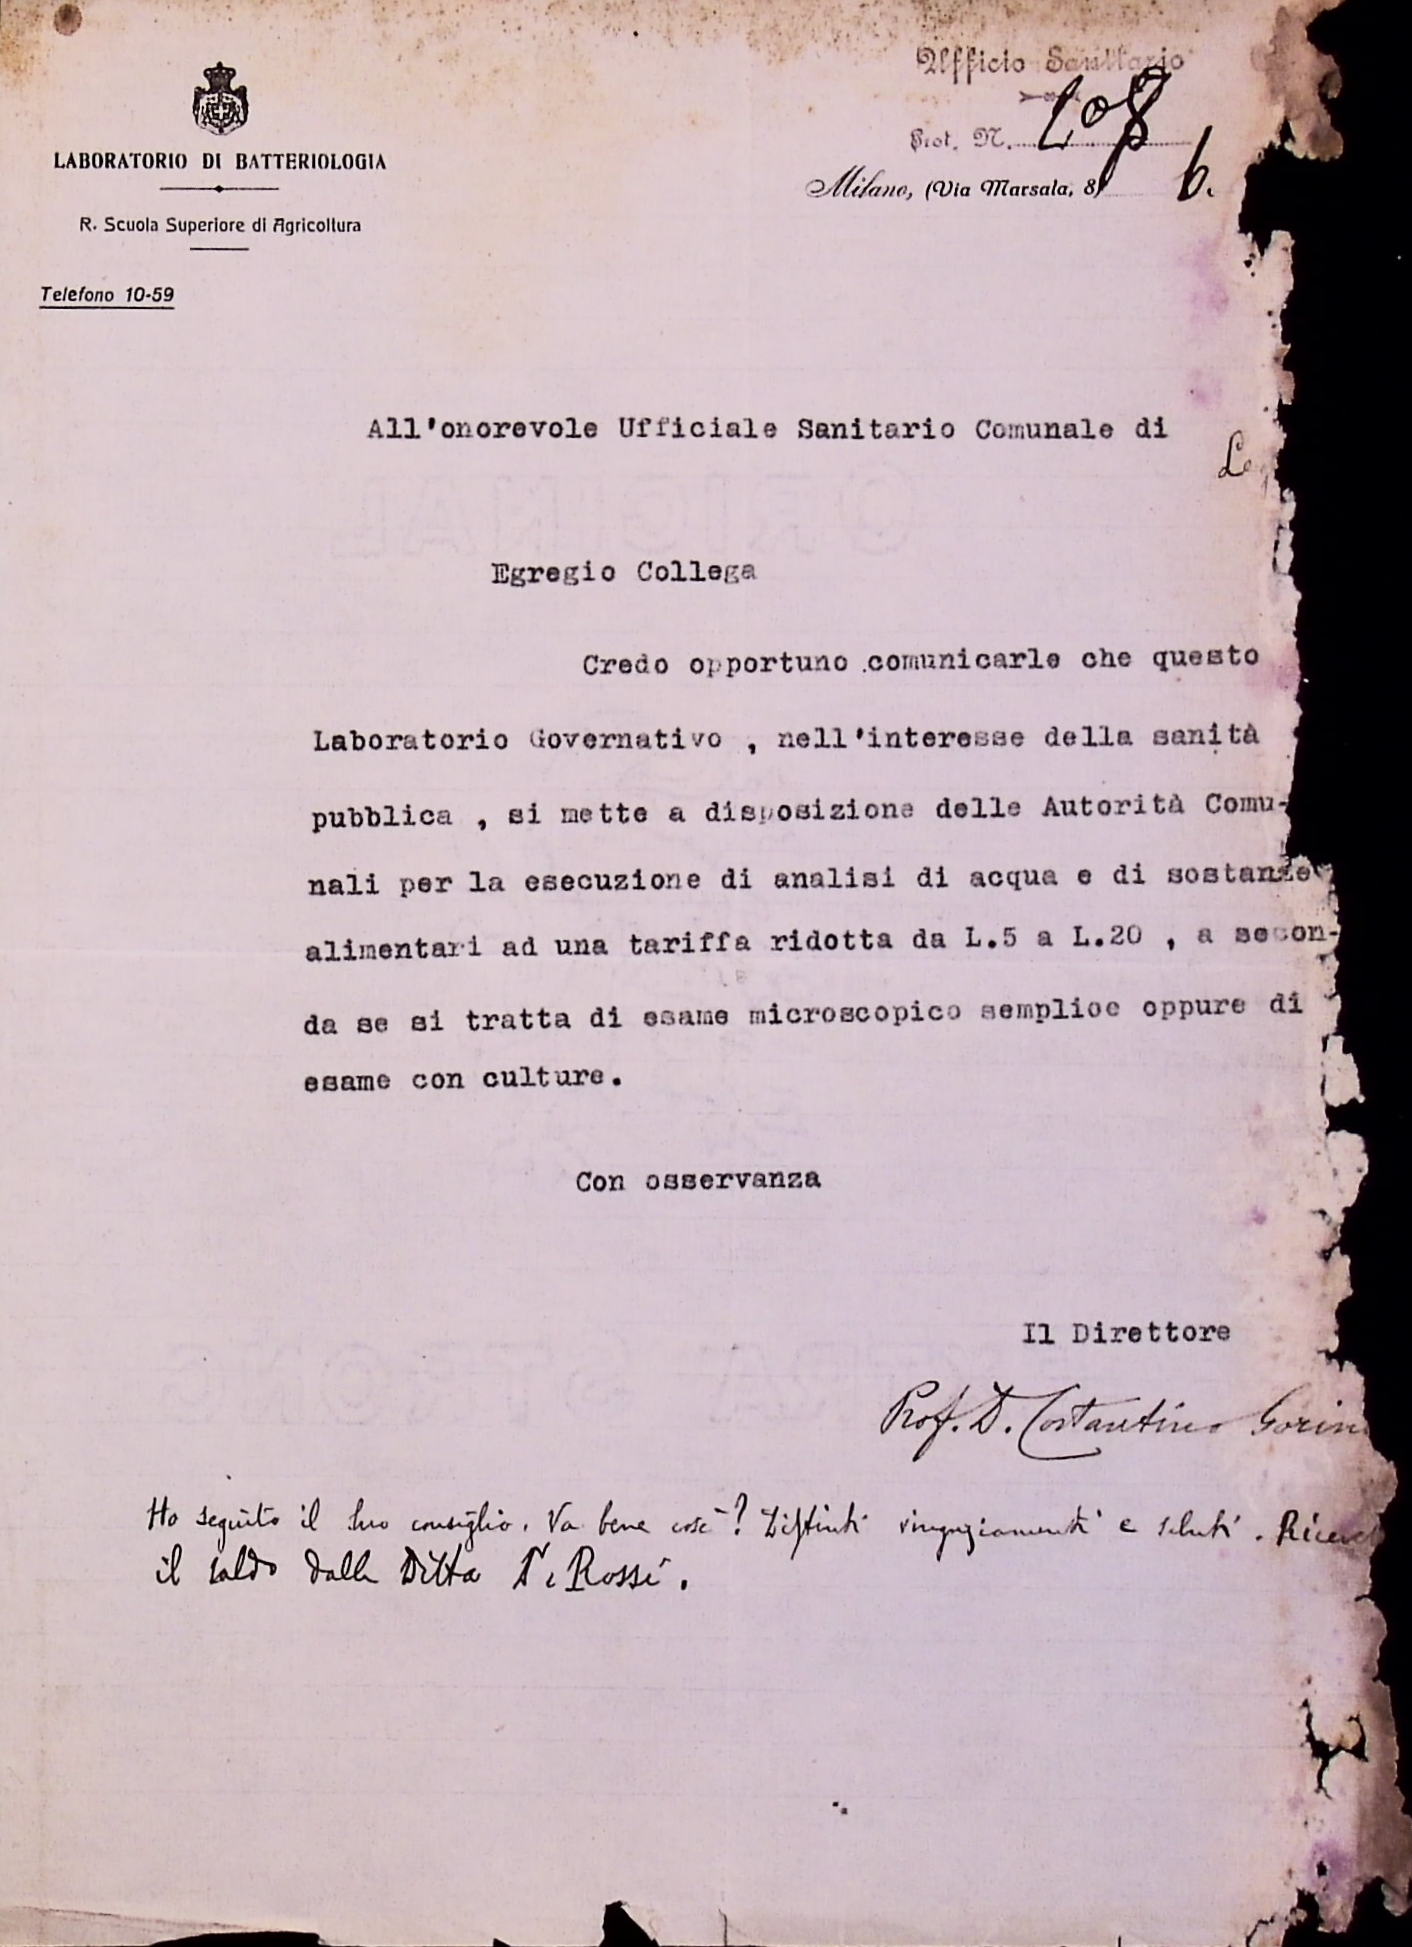 Ufficio Sanitario
Prot. N. 208
LABORATORIO DI BATTERIOLOGIA
R. Scuola Superiore di Agricoltura
Telefono 10-59
Milano, (Via Marsala, 8)
All'onorevole Ufficiale Sanitario Comunale di
Egregio Collega
Credo opportuno comunicarle che questo
Laboratorio Governativo , nell'interesse della sanità
pubblica , si mette a disposizione delle Autorità Comu-
nali per la esecuzione di analisi di acqua e di sostanze
alimentari ad una tariffa ridotta da L.5 a L.20 , a secon-
da se si tratta di esame microscopico semplice oppure di
esame con culture.
Con osservanza
Il Direttore
Prof. D. Costantino Gorin
Ho seguito il suo consiglio. Va bene così? Distinti ringraziamenti e saluti.
il saldo dalla Ditta Rossi.
ORIGINAL